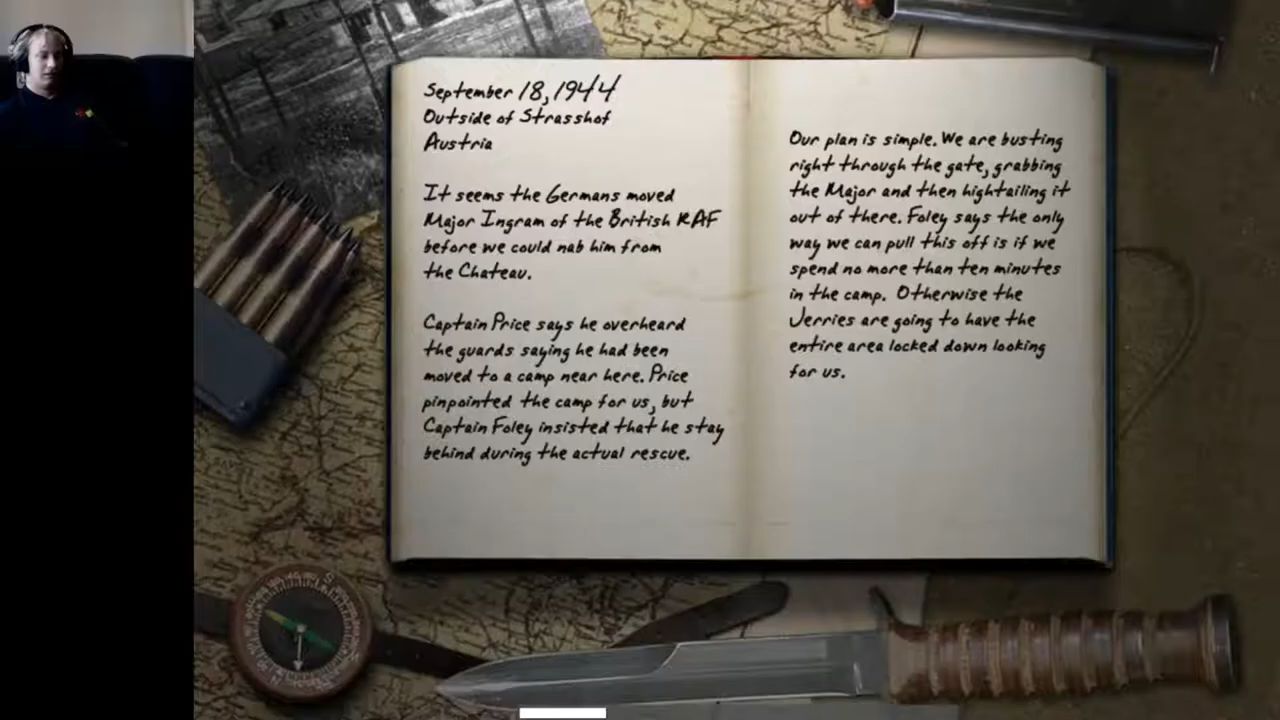 September 18, 1944
Outside of Strasshof
Austria
It seems the Germans moved
Major Ingram of the British RAF
before we could nab him from
the Chateau.
Captain Price says he overheard
the guards saying he had been
moved to a camp near here. Price
pinpointed the camp for us, but
Captain Foley insisted that he stay
behind during the actual rescue.
Our plan is simple. We are busting
right through the gate, grabbing
the Major and then hightailing it
out of there. Foley says the only
way we can pull this off is if we
spend no more than ten minutes
in the camp. Otherwise the
Jerries are going to have the
entire area locked down looking
for us.